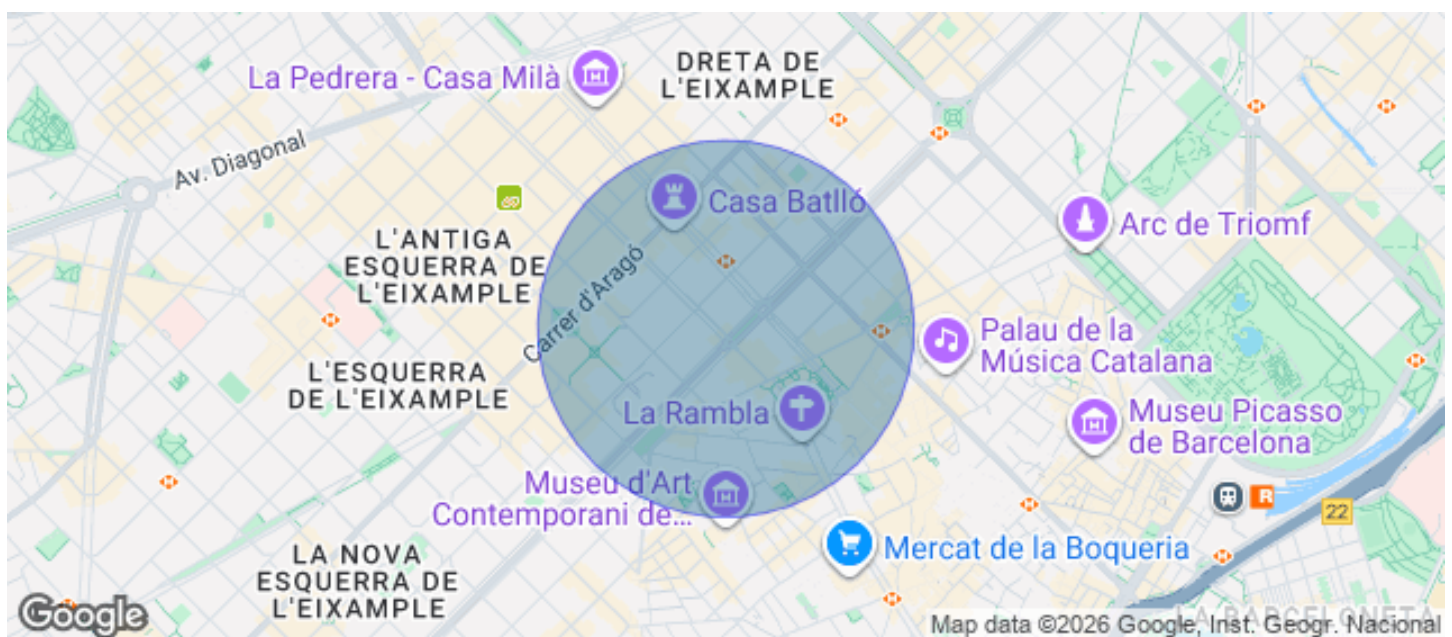 La Pedrera - Casa Milà
DRETA DE
L'EIXAMPLE
Av. Diagonal
Casa Batlló
Arc de Triomf
L'ANTIGA
ESQUERRA DE
L'EIXAMPLE
Carrer d'Aragó
Palau de la
Música Catalana
L'ESQUERRA
DE L'EIXAMPLE
La Rambla
Museu Picasso
de Barcelona
Museu d'Art
Contemporani de...
R
22
Mercat de la Boqueria
LA NOVA
ESQUERRA DE
L'EIXAMPLE
LA BARCELONETA
Google
Map data ©2026 Google, Inst. Geogr. Nacional